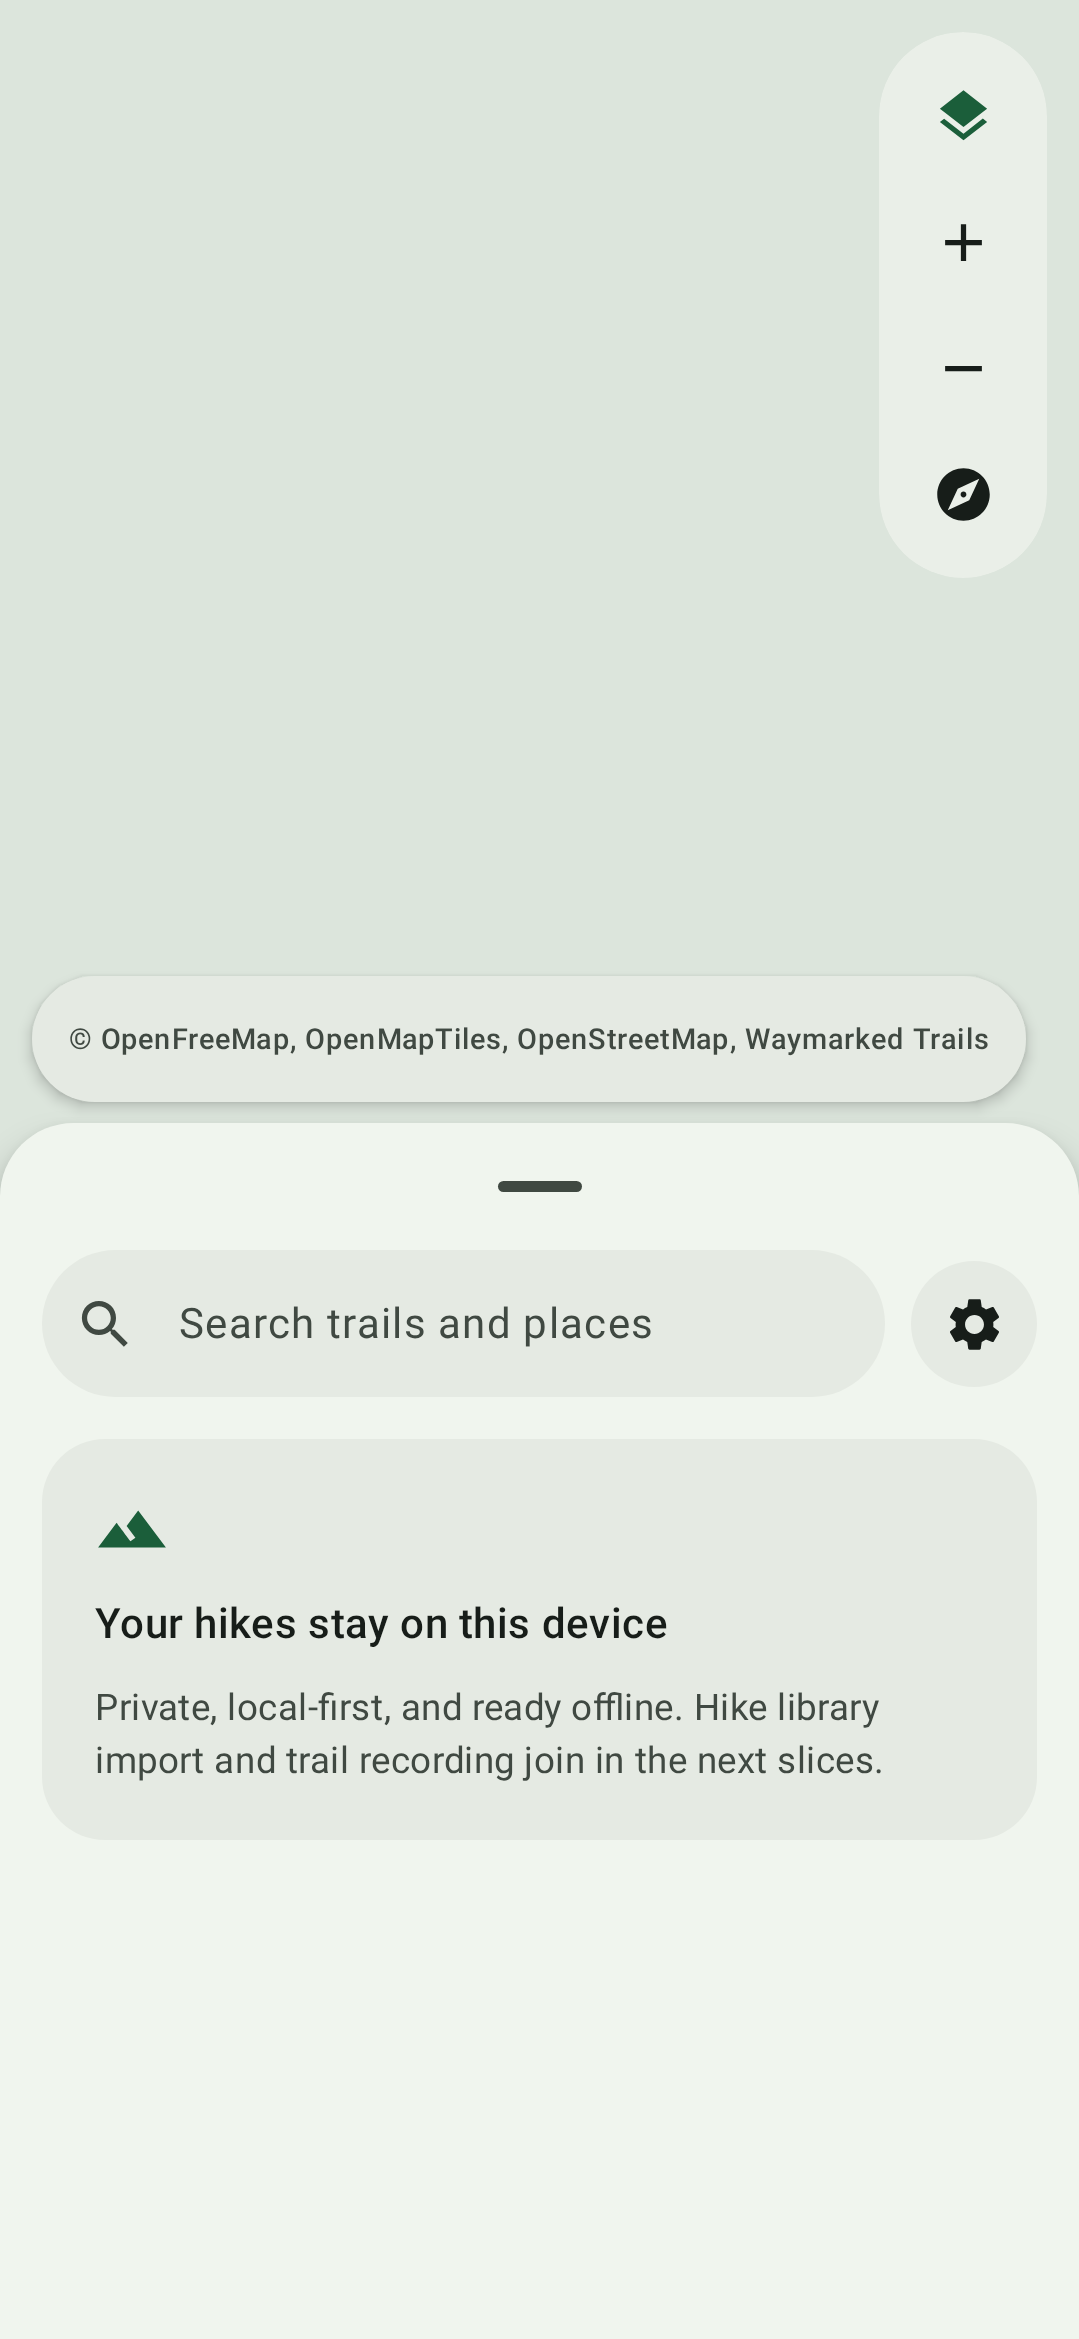 © OpenFreeMap, OpenMapTiles, OpenStreetMap, Waymarked Trails
Search trails and places
Your hikes stay on this device
Private, local-first, and ready offline. Hike library
import and trail recording join in the next slices.